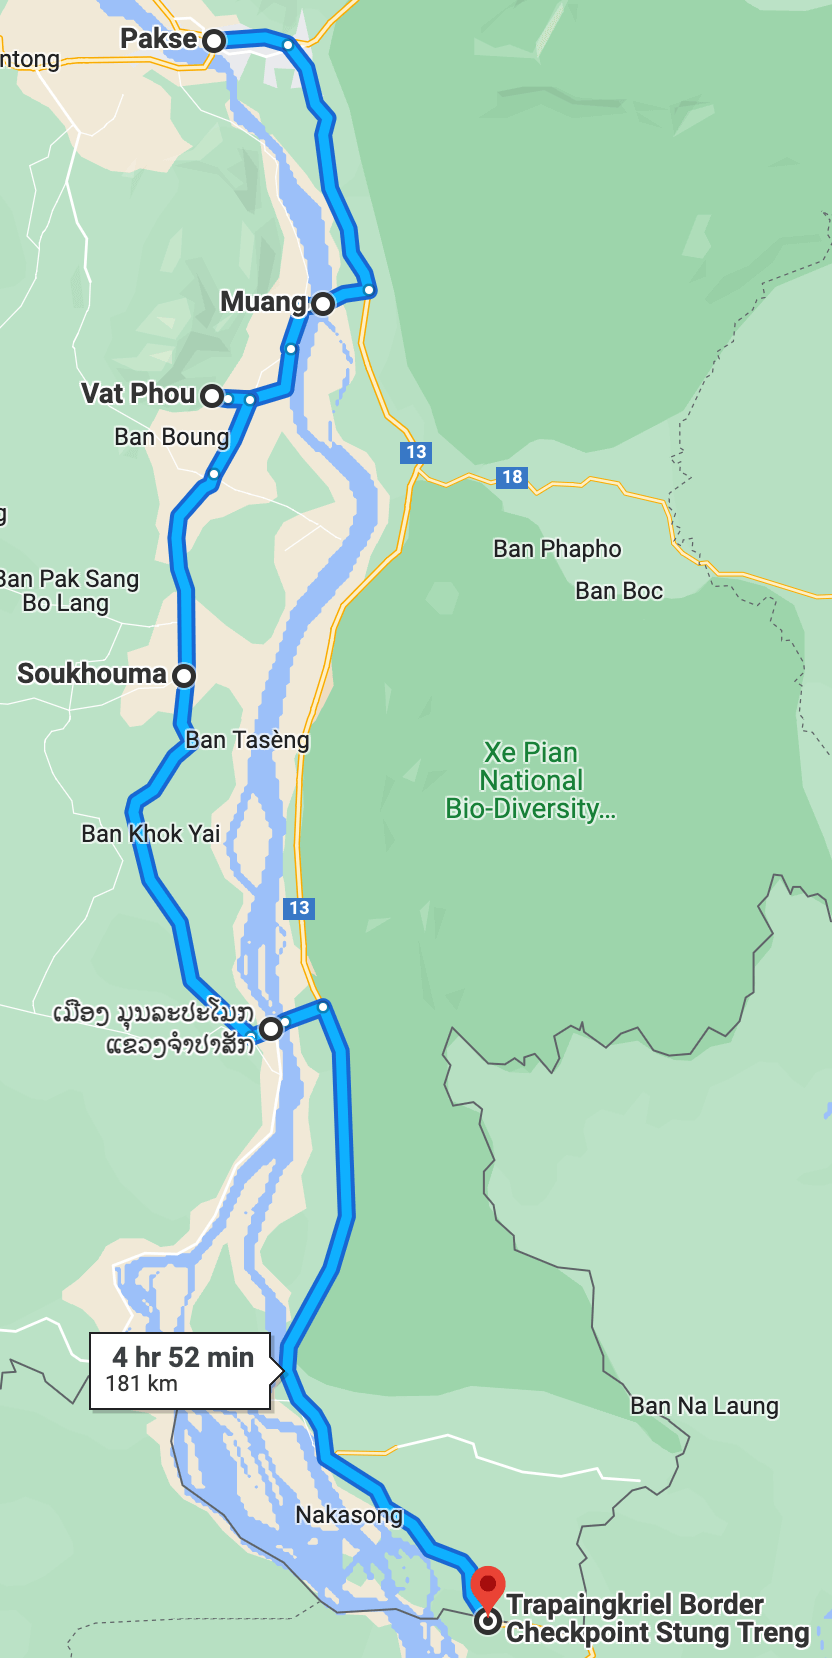 Pakse
ntong
Muang
Vat Phou
Ban Boung
13
18
Ban Phapho
Ban Boc
Ban Pak Sang
Bo Lang
Soukhouma
Ban Tasèng
Xe Pian
National
Bio-Diversity...
Ban Khok Yai
13
ເມືອງ ມຸນລະປະໂມກ
ແຂວງຈຳປາສັກ
4 hr 52 min
181 km
Ban Na Laung
Nakasong
Trapaingkriel Border
Checkpoint Stung Treng